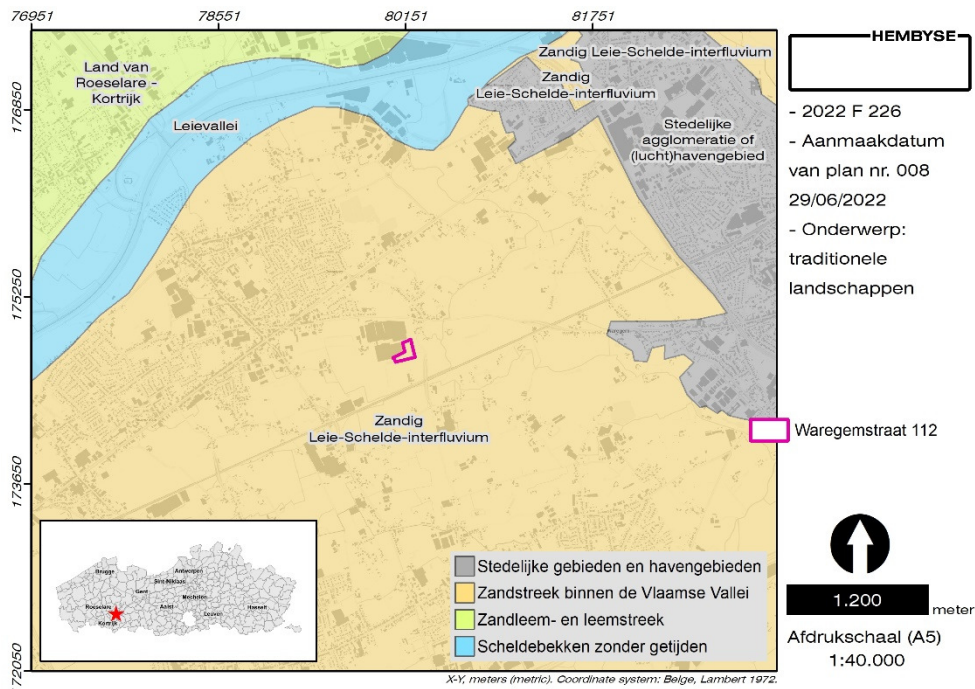 76951 78551 80151 81751
176850
175250
173650
172050
Land van
Roeselare -
Kortrijk
Leievallei
Zandig Leie-Schelde-interfluvium
Zandig
Leie-Schelde-interfluvium
Stedelijke
agglomeratie of
(lucht)havengebied
Zandig
Leie-Schelde-interfluvium
Brugge
Antwerpen
Sint-Niklaas
Gent
Mechelen
Roeselare
Aalst
Leuven
Hasselt
Kortrijk
Stedelijke gebieden en havengebieden
Zandstreek binnen de Vlaamse Vallei
Zandleem- en leemstreek
Scheldebekken zonder getijden
X-Y, meters (metric). Coordinate system: Belge, Lambert 1972.
HEMBYSE
- 2022 F 226
- Aanmaakdatum
van plan nr. 008
29/06/2022
- Onderwerp:
traditionele
landschappen
Waregemstraat 112
1.200 meter
Afdrukschaal (A5)
1:40.000